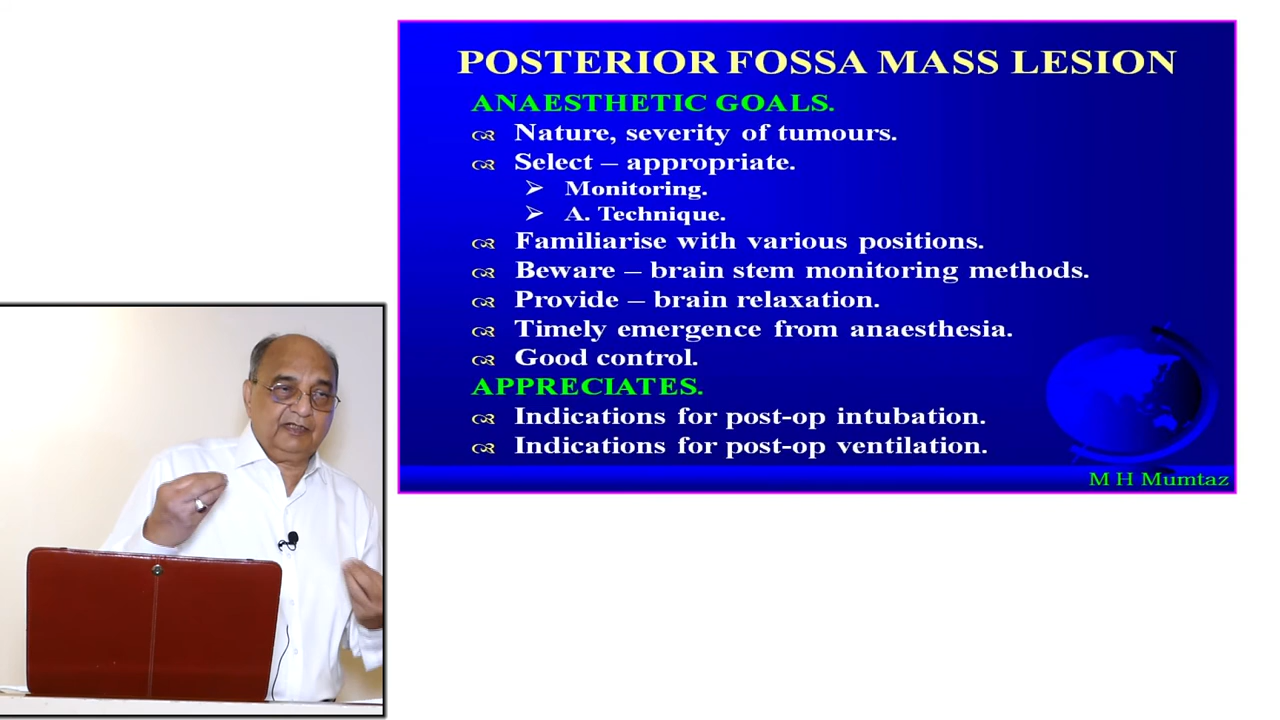 POSTERIOR FOSSA MASS LESION
ANAESTHETIC GOALS.
Nature, severity of tumours.
Select – appropriate.
Monitoring.
A. Technique.
Familiarise with various positions.
Beware – brain stem monitoring methods.
Provide – brain relaxation.
Timely emergence from anaesthesia.
Good control.
APPRECIATES.
Indications for post-op intubation.
Indications for post-op ventilation.
M H Mumtaz